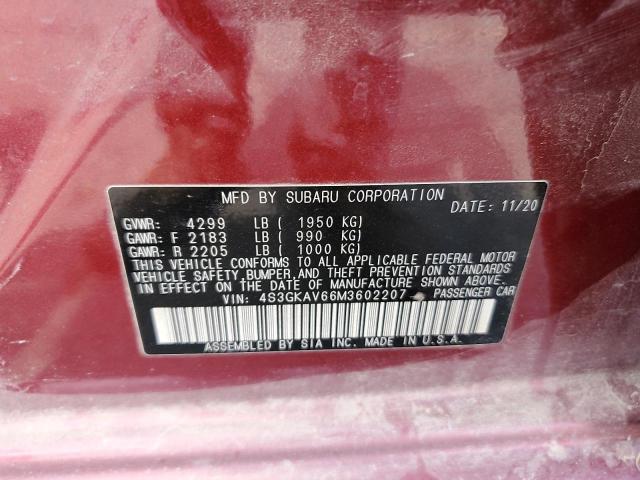 MFD BY SUBARU CORPORATION
DATE: 11/20
GVWR: 4299 LB ( 1950 KG)
GAWR: F 2183 LB ( 990 KG)
GAWR: R 2205 LB ( 1000 KG)
THIS VEHICLE CONFORMS TO ALL APPLICABLE FEDERAL MOTOR
VEHICLE SAFETY, BUMPER, AND THEFT PREVENTION STANDARDS
IN EFFECT ON THE DATE OF MANUFACTURE SHOWN ABOVE.
VIN: 4S3GKAV66M3602207 PASSENGER CAR
ASSEMBLED BY SIA INC. MADE IN U.S.A.